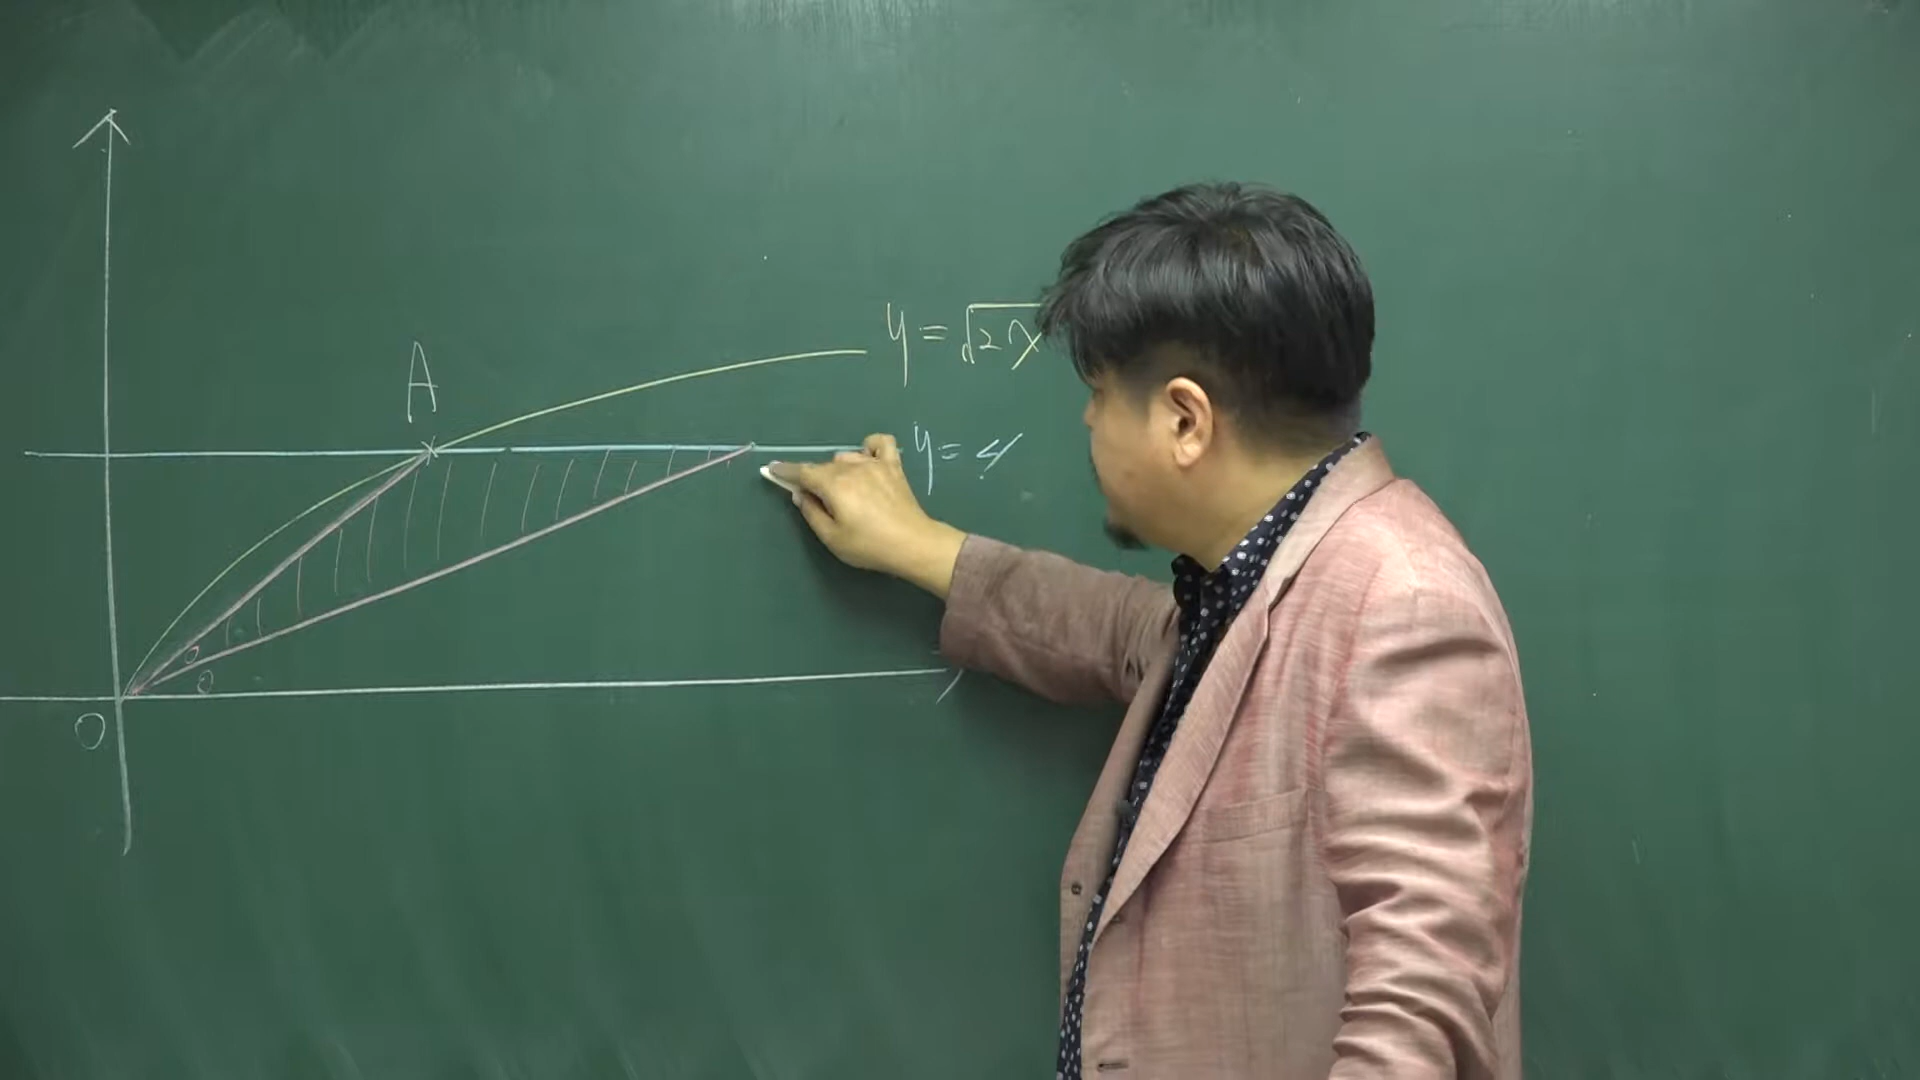 A
y = √2x
y = 4
O